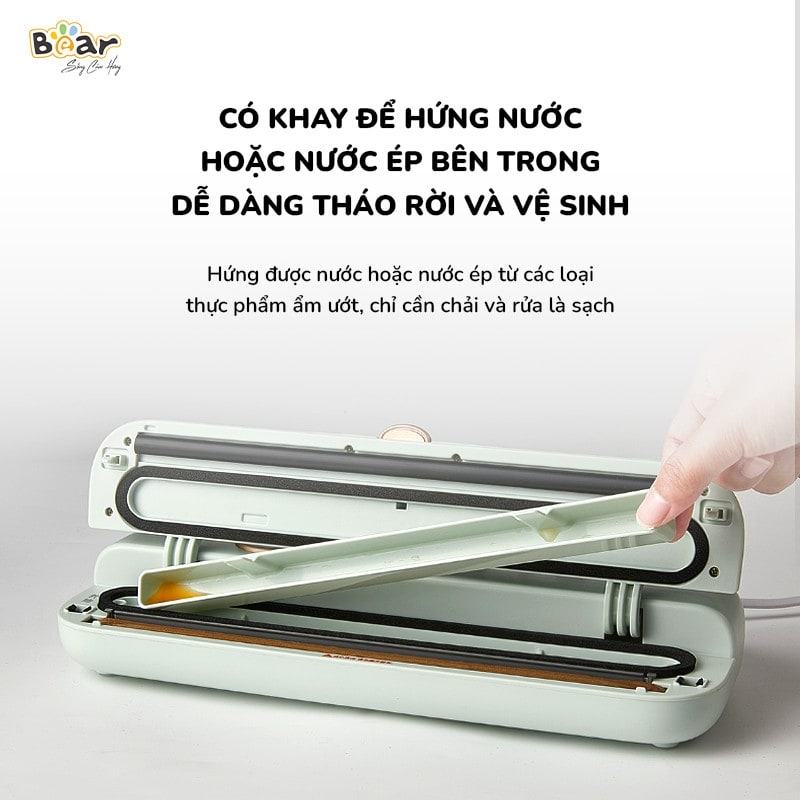 Bear
CÓ KHAY ĐỂ HỨNG NƯỚC
HOẶC NƯỚC ÉP BÊN TRONG
DỄ DÀNG THÁO RỜI VÀ VỆ SINH
Hứng được nước hoặc nước ép từ các loại
thực phẩm ẩm ướt, chỉ cần chải và rửa là sạch